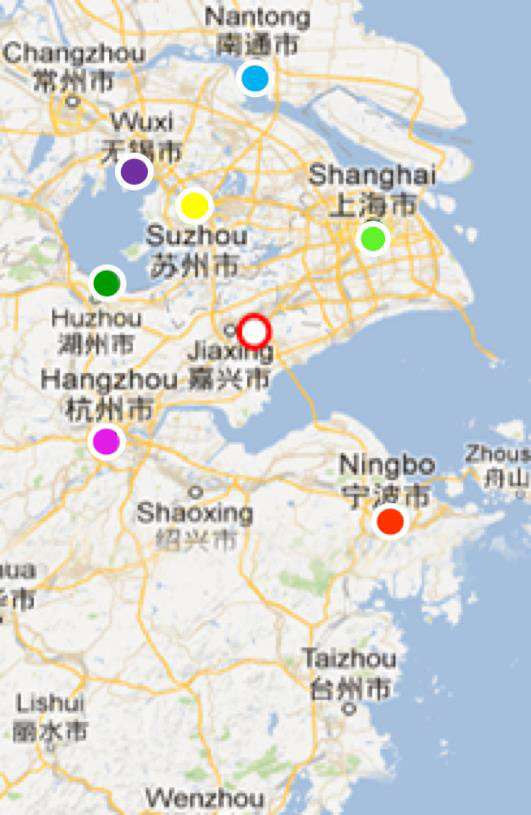 Nantong
南通市
Changzhou
常州市
Wuxi
无锡市
Shanghai
上海市
Suzhou
苏州市
Huzhou
湖州市
Jiaxing
嘉兴市
Hangzhou
杭州市
Ningbo
宁波市
Zhous
舟山
Shaoxing
绍兴市
ua
市
Taizhou
台州市
Lishui
丽水市
Wenzhou